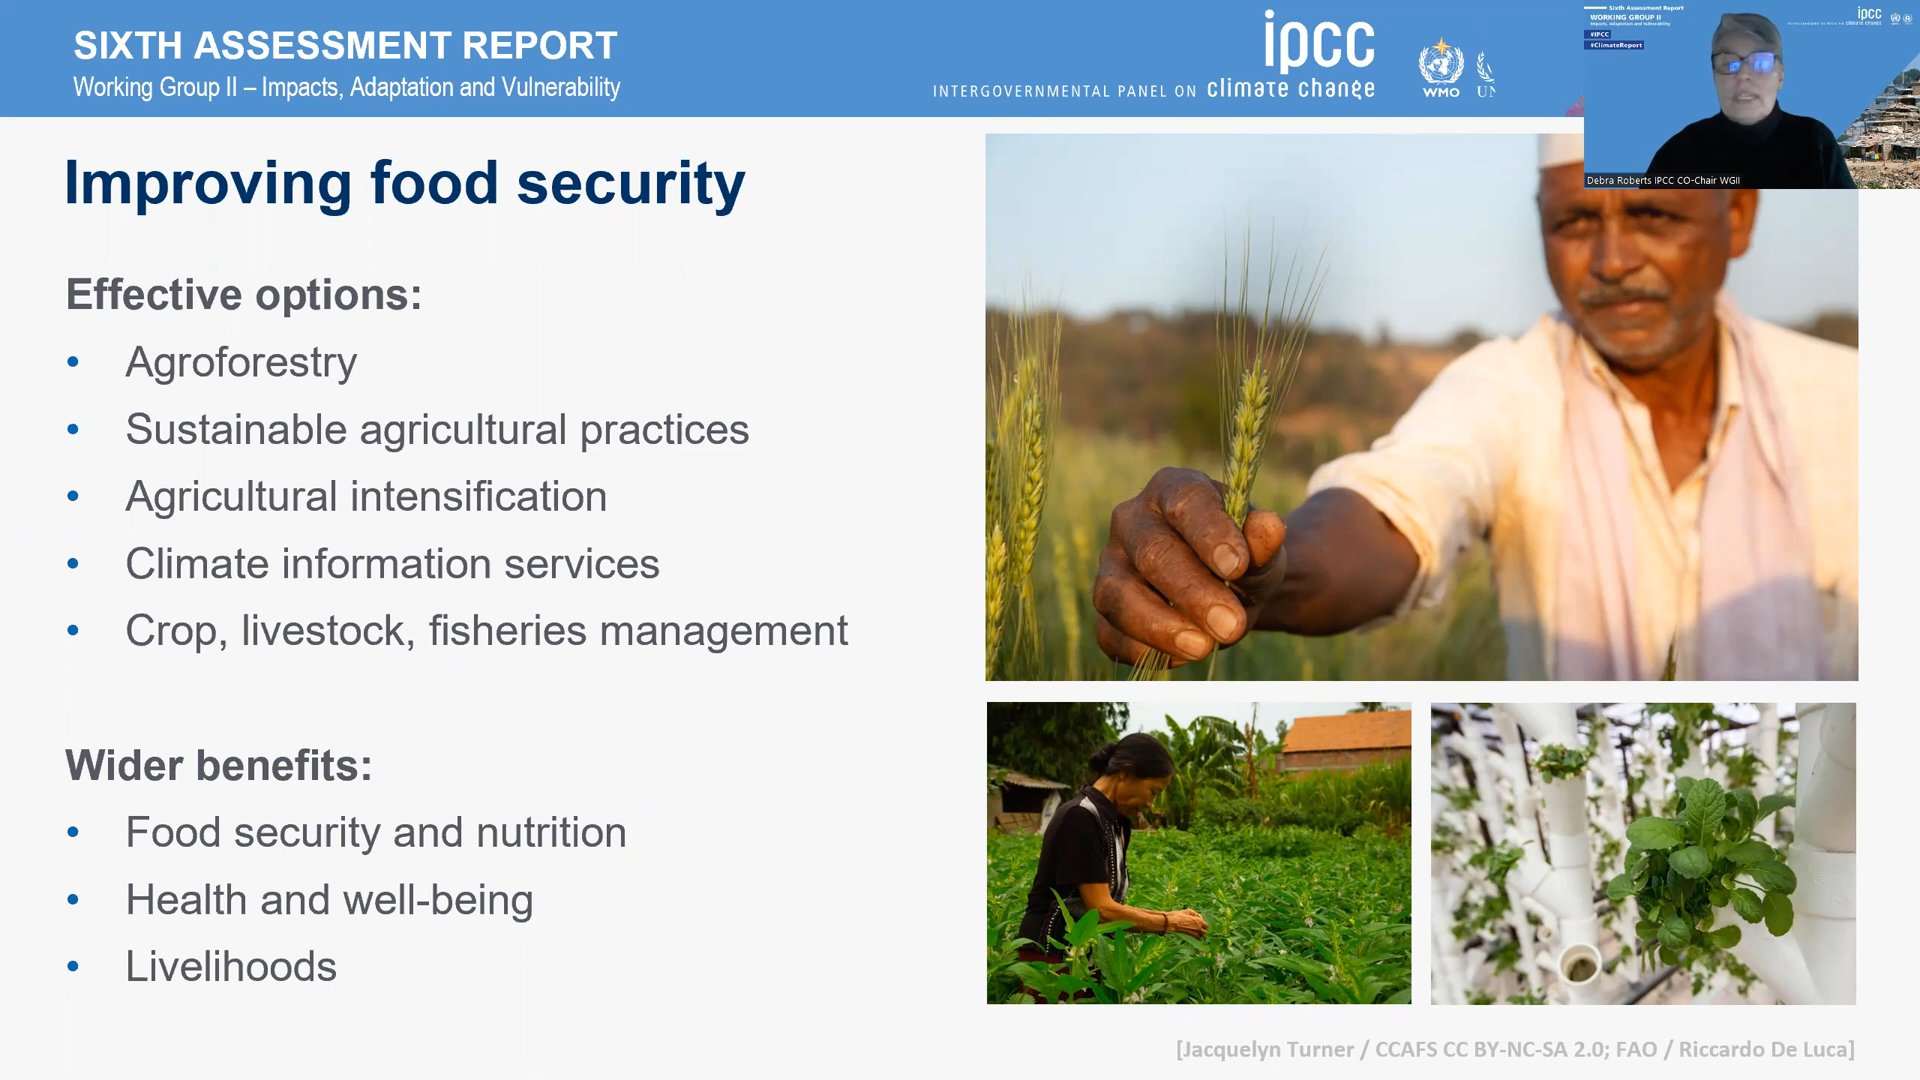 SIXTH ASSESSMENT REPORT
Working Group II – Impacts, Adaptation and Vulnerability
INTERGOVERNMENTAL PANEL ON climate change
ipcc
WMO
UN
Sixth Assessment Report
WORKING GROUP II
Impacts, Adaptation and Vulnerability
#IPCC
#ClimateReport
ipcc
climate change
Debra Roberts IPCC CO-Chair WGII
Improving food security
Effective options:
• Agroforestry
• Sustainable agricultural practices
• Agricultural intensification
• Climate information services
• Crop, livestock, fisheries management
Wider benefits:
• Food security and nutrition
• Health and well-being
• Livelihoods
[Jacquelyn Turner / CCAFS CC BY-NC-SA 2.0; FAO / Riccardo De Luca]